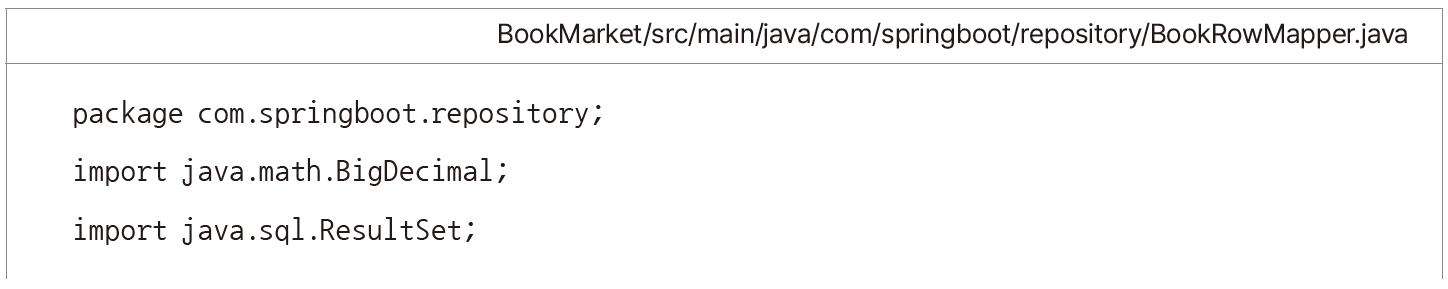 BookMarket/src/main/java/com/springboot/repository/BookRowMapper.java
package com.springboot.repository;
import java.math.BigDecimal;
import java.sql.ResultSet;